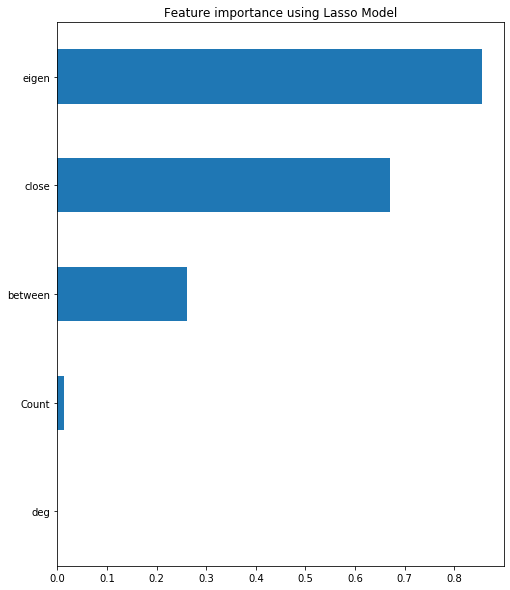 Feature importance using Lasso Model
eigen
close
between
Count
deg
0.0 0.1 0.2 0.3 0.4 0.5 0.6 0.7 0.8